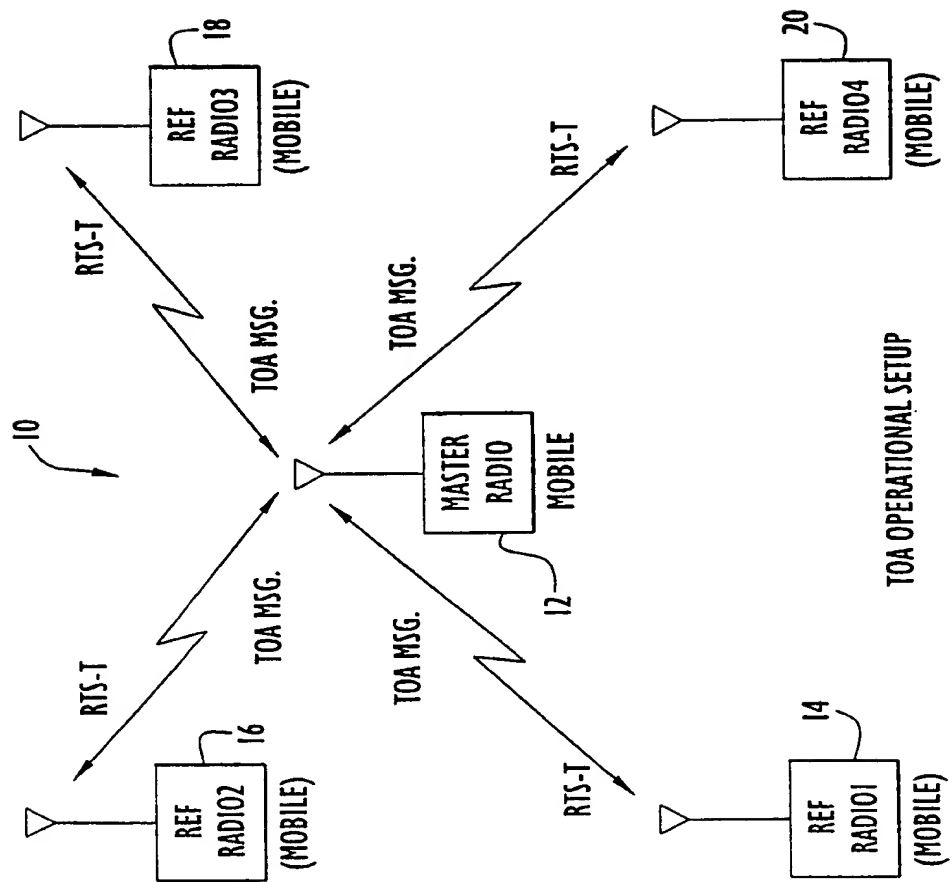 10
RTS-T
TOA MSG.
16
REF
RADIO2
(MOBILE)
RTS-T
TOA MSG.
18
REF
RADIO3
(MOBILE)
MASTER
RADIO
MOBILE
12
TOA MSG.
RTS-T
14
REF
RADIO1
(MOBILE)
TOA MSG.
RTS-T
20
REF
RADIO4
(MOBILE)
TOA OPERATIONAL SETUP